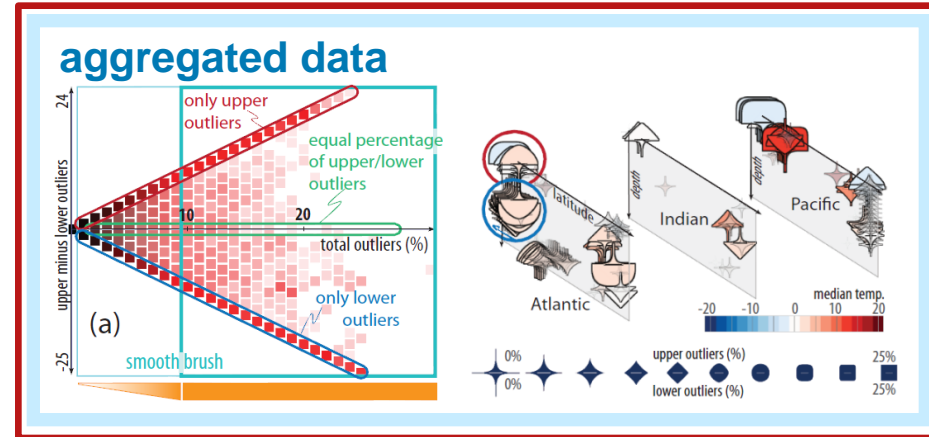 aggregated data
24
only upper
outliers
equal percentage
of upper/lower
outliers
10
20
total outliers (%)
upper minus lower outliers
-25
only lower
outliers
(a)
smooth brush
depth
latitude
Atlantic
Indian
depth
Pacific
median temp.
-20
-10
0
10
20
0%
upper outliers (%)
25%
0%
lower outliers (%)
25%